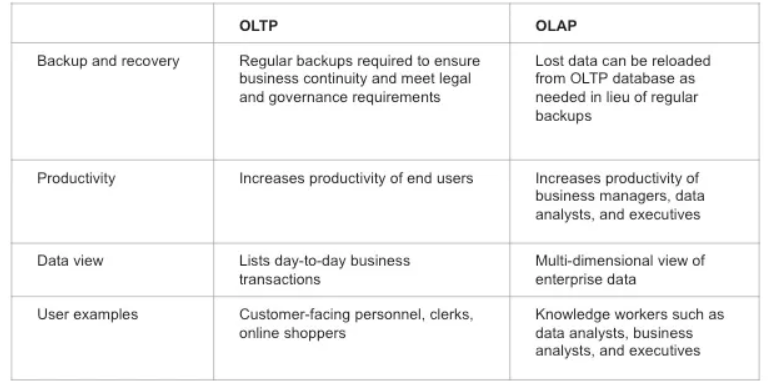 OLTP OLAP
Backup and recovery Regular backups required to ensure Lost data can be reloaded
business continuity and meet legal from OLTP database as
and governance requirements needed in lieu of regular
backups
Productivity Increases productivity of end users Increases productivity of
business managers, data
analysts, and executives
Data view Lists day-to-day business Multi-dimensional view of
transactions enterprise data
User examples Customer-facing personnel, clerks, Knowledge workers such as
online shoppers data analysts, business
analysts, and executives